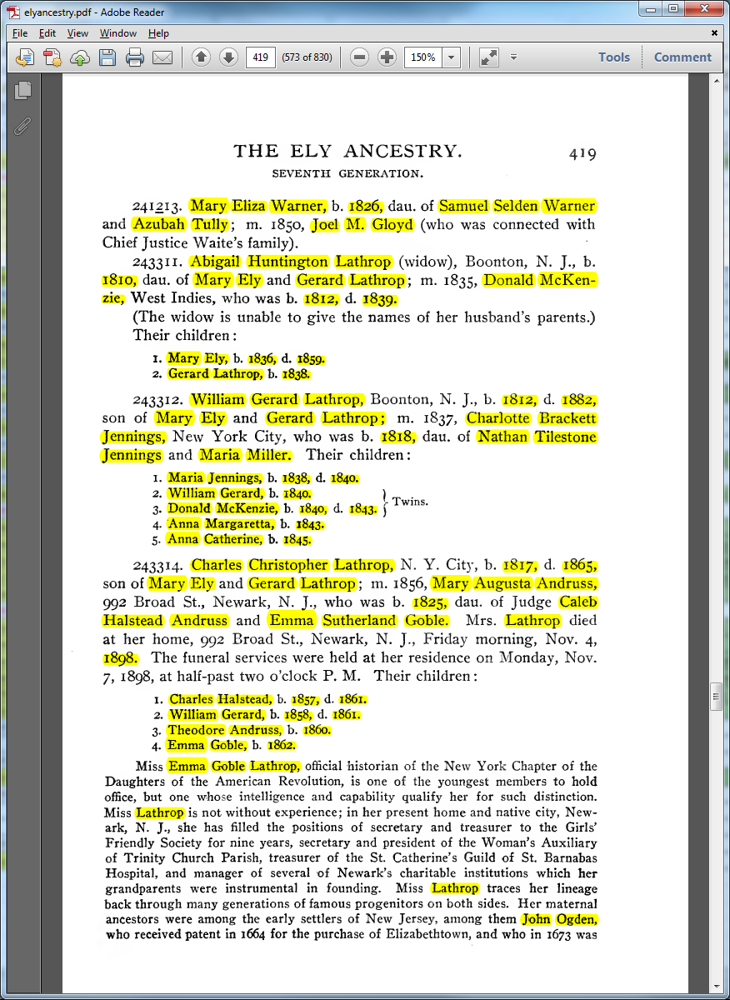 elyancestry.pdf - Adobe Reader
File Edit View Window Help
419 (573 of 830) 150% Tools Comment
THE ELY ANCESTRY. 419
SEVENTH GENERATION.
241213. Mary Eliza Warner, b. 1826, dau. of Samuel Selden Warner
and Azubah Tully; m. 1850, Joel M. Gloyd (who was connected with
Chief Justice Waite's family).
243311. Abigail Huntington Lathrop (widow), Boonton, N. J., b.
1810, dau. of Mary Ely and Gerard Lathrop; m. 1835, Donald McKen-
zie, West Indies, who was b. 1812, d. 1839.
(The widow is unable to give the names of her husband's parents.)
Their children:
1. Mary Ely, b. 1836, d. 1859.
2. Gerard Lathrop, b. 1838.
243312. William Gerard Lathrop, Boonton, N. J., b. 1812, d. 1882,
son of Mary Ely and Gerard Lathrop; m. 1837, Charlotte Brackett
Jennings, New York City, who was b. 1818, dau. of Nathan Tilestone
Jennings and Maria Miller. Their children:
1. Maria Jennings, b. 1838, d. 1840.
2. William Gerard, b. 1840.
3. Donald McKenzie, b. 1840, d. 1843. } Twins.
4. Anna Margaretta, b. 1843.
5. Anna Catherine, b. 1845.
243314. Charles Christopher Lathrop, N. Y. City, b. 1817, d. 1865,
son of Mary Ely and Gerard Lathrop; m. 1856, Mary Augusta Andruss,
992 Broad St., Newark, N. J., who was b. 1825, dau. of Judge Caleb
Halstead Andruss and Emma Sutherland Goble. Mrs. Lathrop died
at her home, 992 Broad St., Newark, N. J., Friday morning, Nov. 4,
1898. The funeral services were held at her residence on Monday, Nov.
7, 1898, at half-past two o'clock P. M. Their children:
1. Charles Halstead, b. 1857, d. 1861.
2. William Gerard, b. 1858, d. 1861.
3. Theodore Andruss, b. 1860.
4. Emma Goble, b. 1862.
Miss Emma Goble Lathrop, official historian of the New York Chapter of the
Daughters of the American Revolution, is one of the youngest members to hold
office, but one whose intelligence and capability qualify her for such distinction.
Miss Lathrop is not without experience; in her present home and native city, New-
ark, N. J., she has filled the positions of secretary and treasurer to the Girls'
Friendly Society for nine years, secretary and president of the Woman's Auxiliary
of Trinity Church Parish, treasurer of the St. Catherine's Guild of St. Barnabas
Hospital, and manager of several of Newark's charitable institutions which her
grandparents were instrumental in founding. Miss Lathrop traces her lineage
back through many generations of famous progenitors on both sides. Her maternal
ancestors were among the early settlers of New Jersey, among them John Ogden,
who received patent in 1664 for the purchase of Elizabethtown, and who in 1673 was